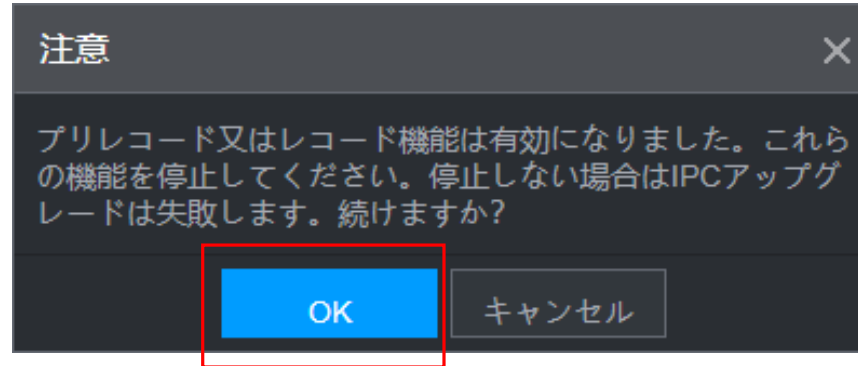 注意
プリレコード又はレコード機能は有効になりました。これら
の機能を停止してください。停止しない場合はIPCアップグ
レードは失敗します。続けますか?
OK
キャンセル